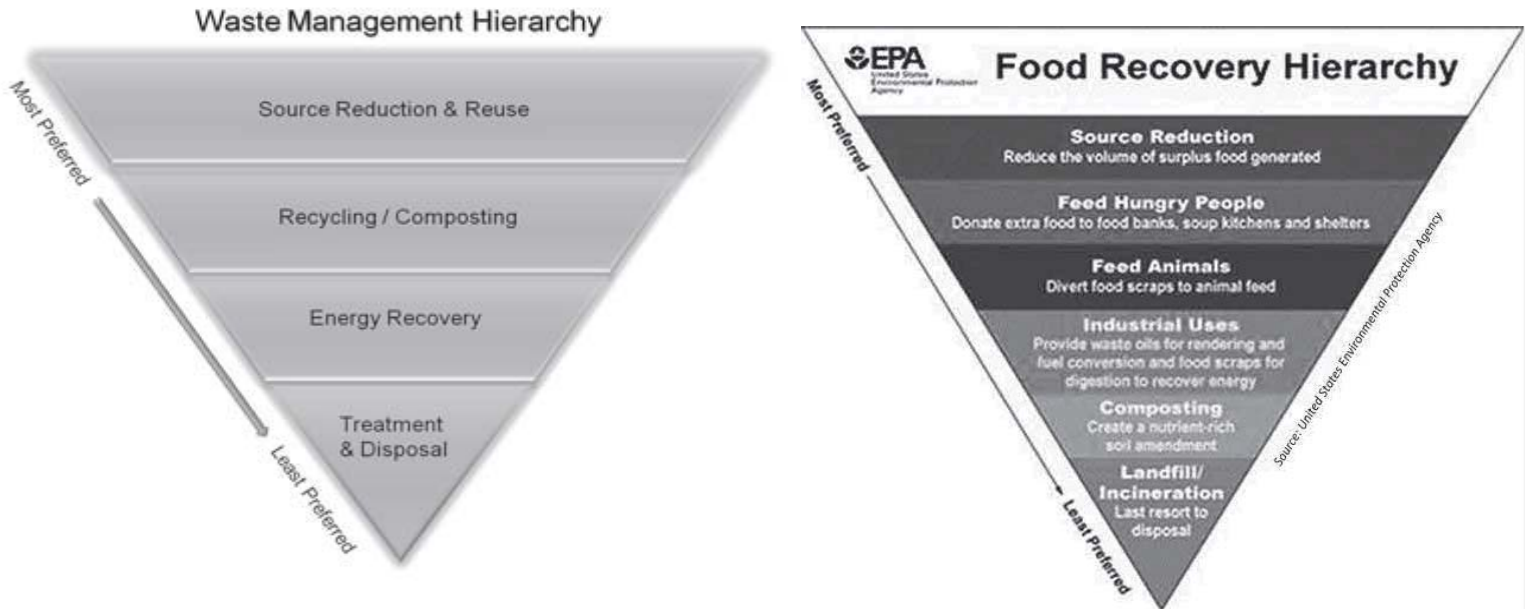 Waste Management Hierarchy
Most Preferred
Source Reduction & Reuse
Recycling / Composting
Energy Recovery
Treatment
& Disposal
Least Preferred
EPA
United States
Environmental Protection
Agency
Food Recovery Hierarchy
Most Preferred
Source Reduction
Reduce the volume of surplus food generated
Feed Hungry People
Donate extra food to food banks, soup kitchens and shelters
Feed Animals
Divert food scraps to animal feed
Industrial Uses
Provide waste oils for rendering and
fuel conversion and food scraps for
digestion to recover energy
Composting
Create a nutrient-rich
soil amendment
Landfill/
Incineration
Last resort to
disposal
Least Preferred
Source: United States Environmental Protection Agency